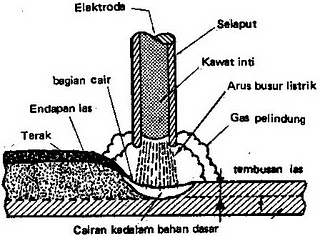 Elektroda
Selaput
Kawat inti
bagian cair
Arus busur listrik
Endapan las
Gas pelindung
Terak
tembusan las
Cairan kedalam bahan dasar